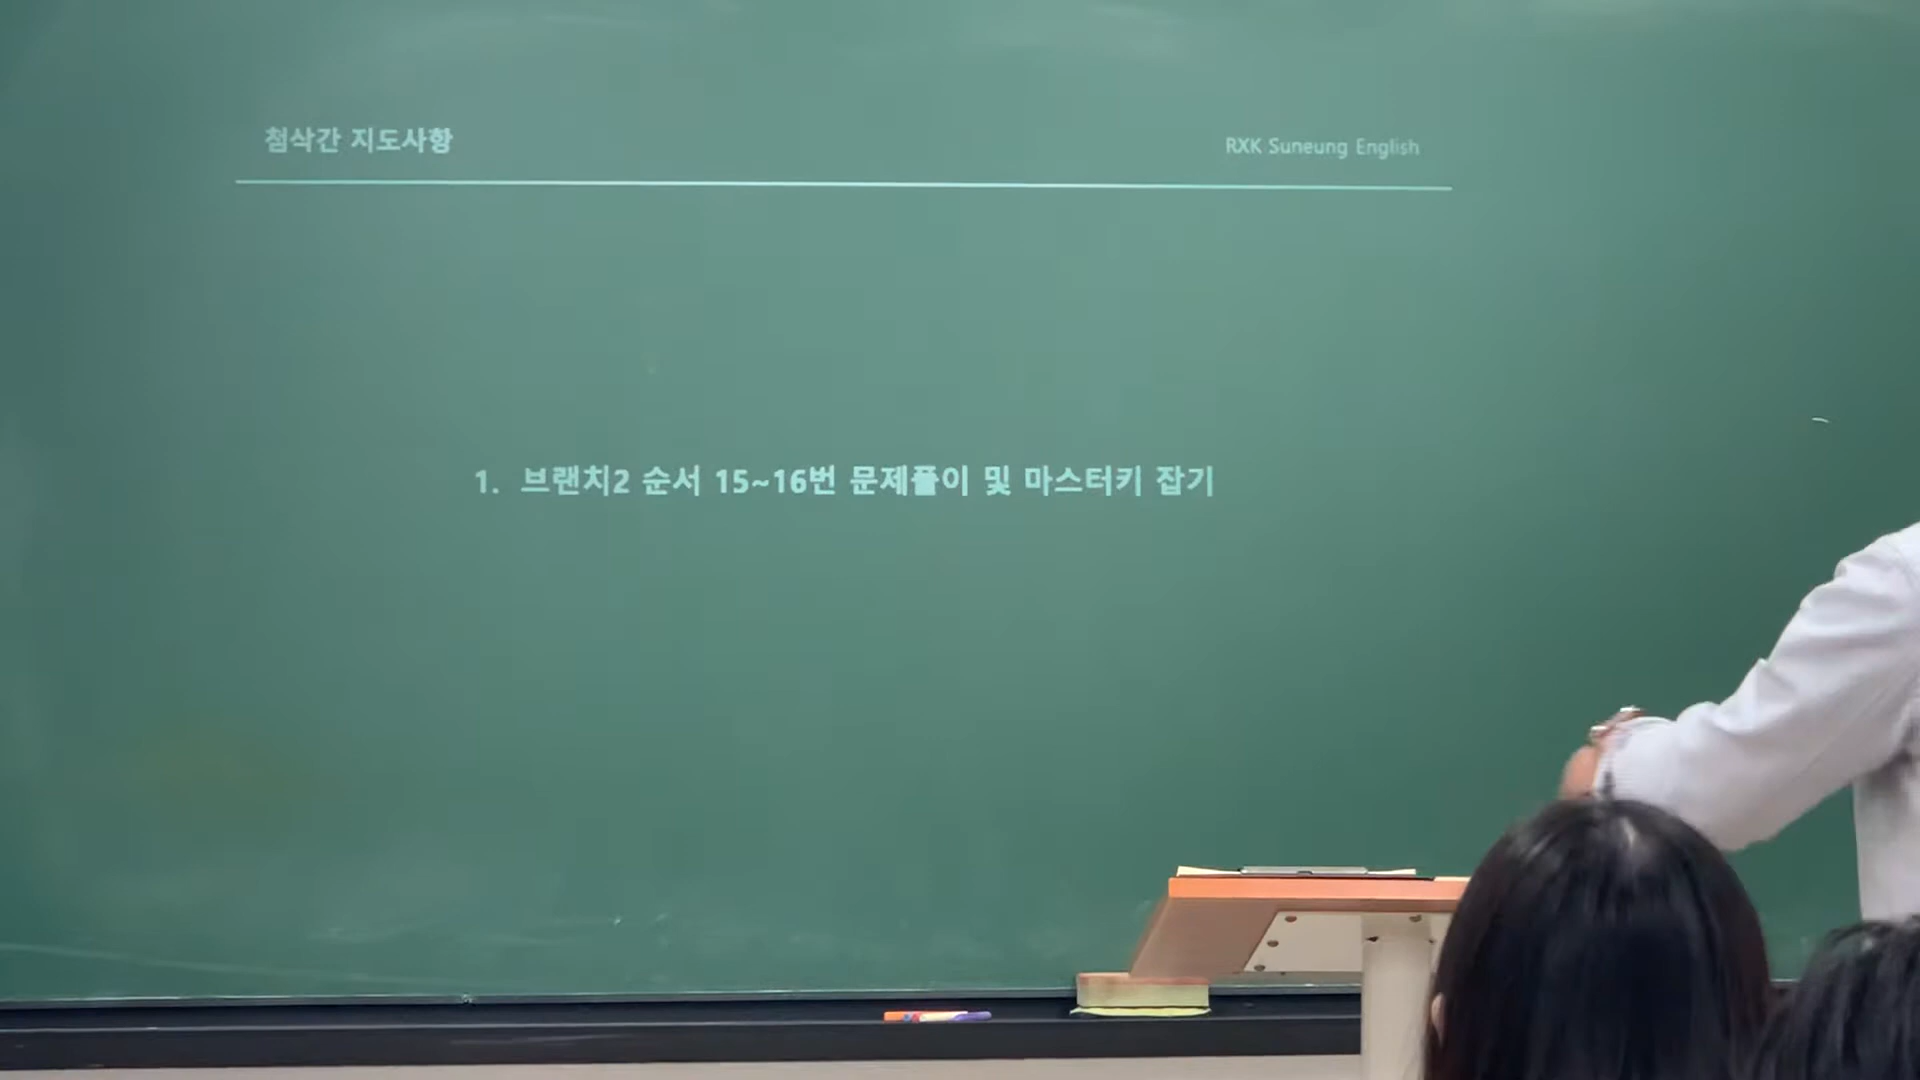 첨삭간 지도사항
RXK Suneung English
1. 브랜치2 순서 15~16번 문제풀이 및 마스터키 잡기